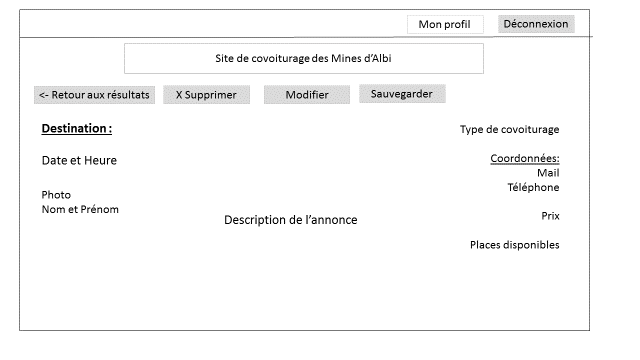 Mon profil Déconnexion
Site de covoiturage des Mines d'Albi
<- Retour aux résultats X Supprimer Modifier Sauvegarder
Destination :
Type de covoiturage
Date et Heure
Coordonnées:
Mail
Téléphone
Photo
Nom et Prénom
Prix
Description de l'annonce
Places disponibles